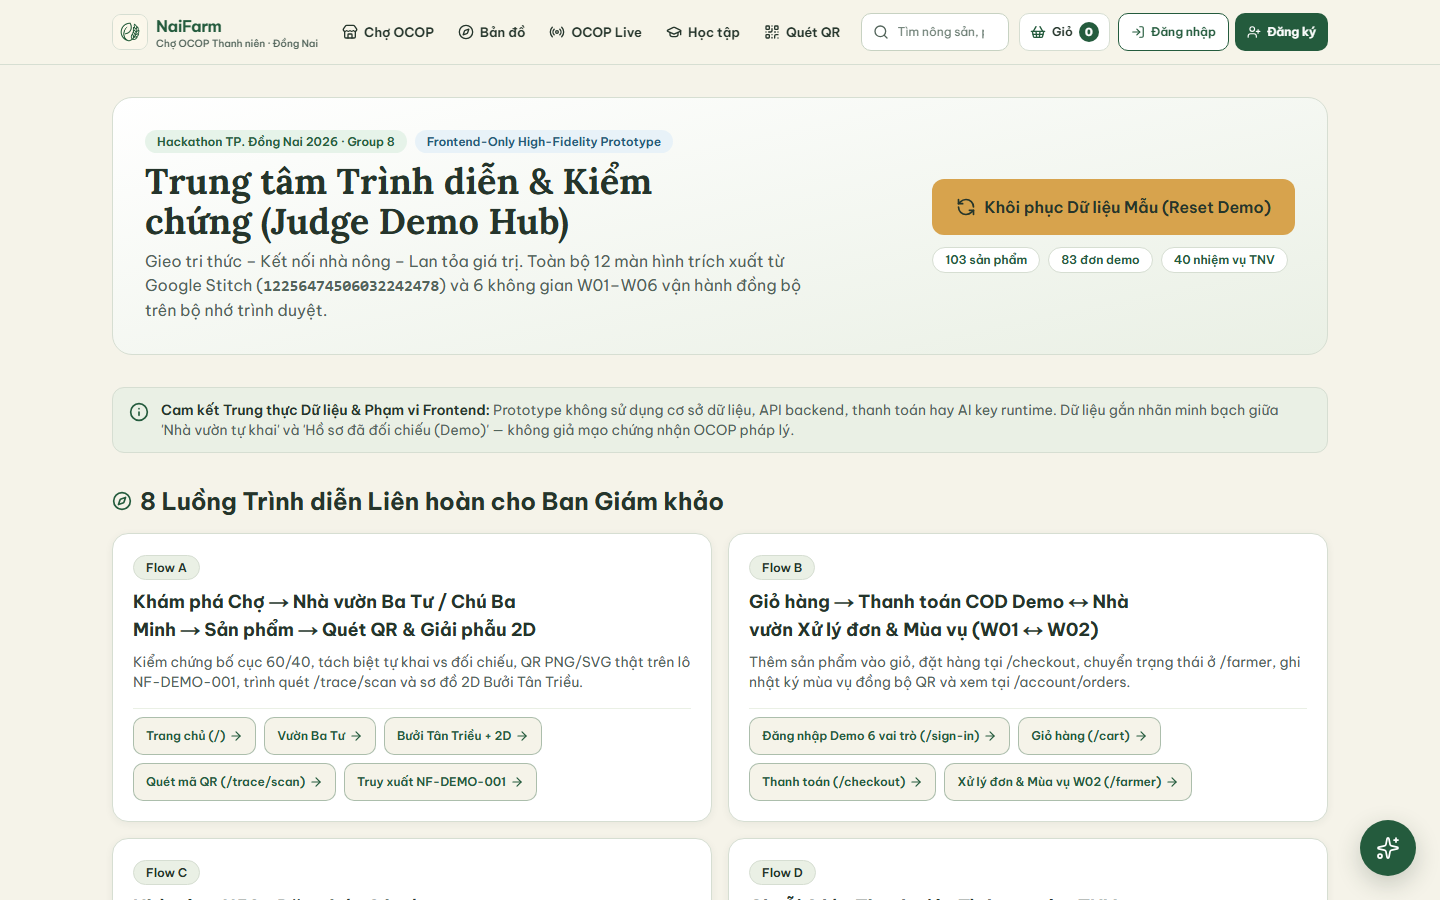 NaiFarm
Chợ OCOP Thanh niên · Đồng Nai
Chợ OCOP
Bản đồ
OCOP Live
Học tập
Quét QR
Tìm nông sản,
Giỏ 0
Đăng nhập
Đăng ký
Hackathon TP. Đồng Nai 2026 · Group 8
Frontend-Only High-Fidelity Prototype
Trung tâm Trình diễn & Kiểm
chứng (Judge Demo Hub)
Gieo tri thức – Kết nối nhà nông – Lan tỏa giá trị. Toàn bộ 12 màn hình trích xuất từ
Google Stitch (12256474506032242478) và 6 không gian W01–W06 vận hành đồng bộ
trên bộ nhớ trình duyệt.
Khôi phục Dữ liệu Mẫu (Reset Demo)
103 sản phẩm
83 đơn demo
40 nhiệm vụ TNV
Cam kết Trung thực Dữ liệu & Phạm vi Frontend: Prototype không sử dụng cơ sở dữ liệu, API backend, thanh toán hay AI key runtime. Dữ liệu gắn nhãn minh bạch giữa
'Nhà vườn tự khai' và 'Hồ sơ đã đối chiếu (Demo)' — không giả mạo chứng nhận OCOP pháp lý.
8 Luồng Trình diễn Liên hoàn cho Ban Giám khảo
Flow A
Khám phá Chợ → Nhà vườn Ba Tư / Chú Ba
Minh → Sản phẩm → Quét QR & Giải phẫu 2D
Kiểm chứng bố cục 60/40, tách biệt tự khai vs đối chiếu, QR PNG/SVG thật trên lô
NF-DEMO-001, trình quét /trace/scan và sơ đồ 2D Bưởi Tân Triều.
Trang chủ (/) →
Vườn Ba Tư →
Bưởi Tân Triều + 2D →
Quét mã QR (/trace/scan) →
Truy xuất NF-DEMO-001 →
Flow B
Giỏ hàng → Thanh toán COD Demo ↔ Nhà
vườn Xử lý đơn & Mùa vụ (W01 ↔ W02)
Thêm sản phẩm vào giỏ, đặt hàng tại /checkout, chuyển trạng thái ở /farmer, ghi
nhật ký mùa vụ đồng bộ QR và xem tại /account/orders.
Đăng nhập Demo 6 vai trò (/sign-in) →
Giỏ hàng (/cart) →
Thanh toán (/checkout) →
Xử lý đơn & Mùa vụ W02 (/farmer) →
Flow C
Flow D